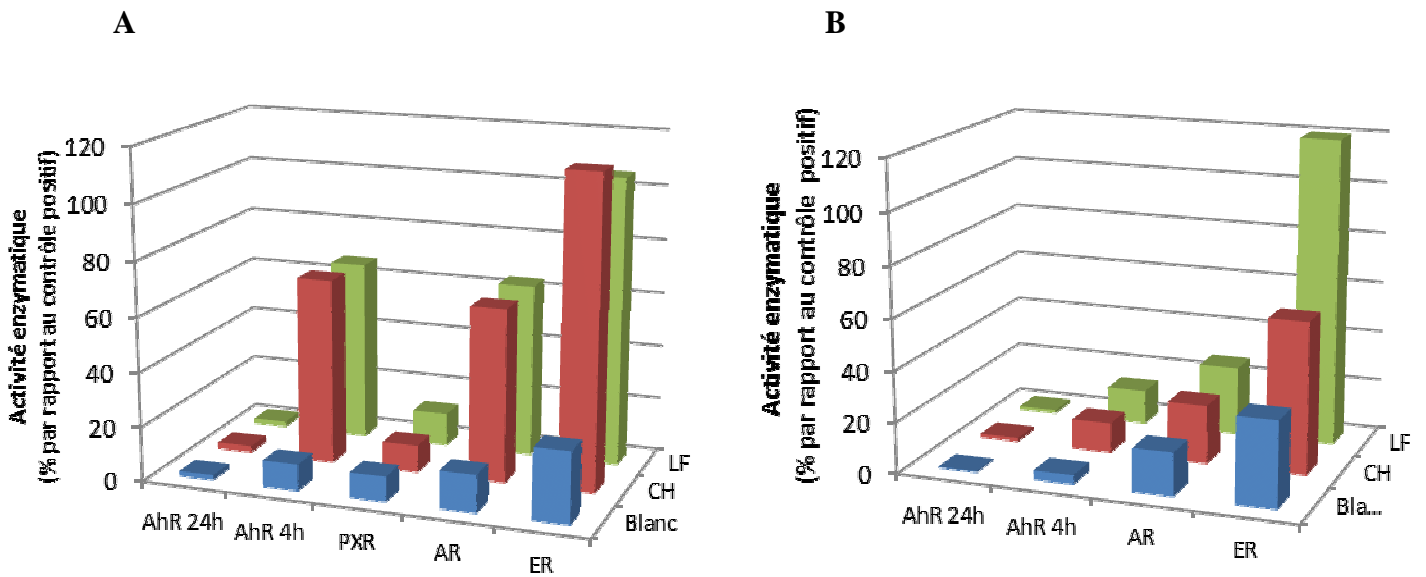 A
Activité enzymatique
(% par rapport au contrôle positif)
120
100
80
60
40
20
0
AhR 24h
AhR 4h
PXR
AR
ER
Blanc
CH
LF
B
Activité enzymatique
(% par rapport au contrôle positif)
120
100
80
60
40
20
0
AhR 24h
AhR 4h
AR
ER
Bla...
CH
LF